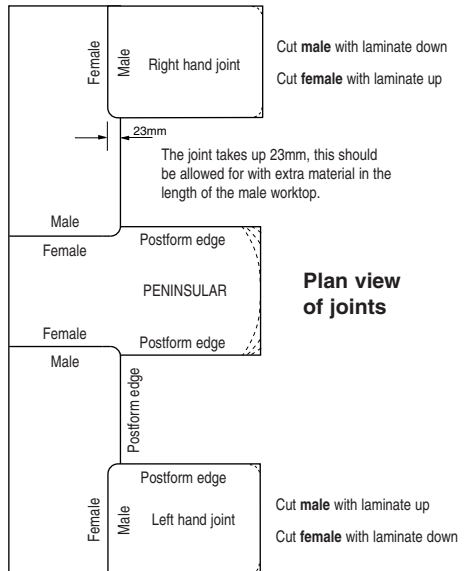 Female
Male
Right hand joint
Cut male with laminate down
Cut female with laminate up
23mm
The joint takes up 23mm, this should
be allowed for with extra material in the
length of the male worktop.
Male
Female
Postform edge
PENINSULAR
Plan view
of joints
Female
Male
Postform edge
Postform edge
Postform edge
Female
Male
Left hand joint
Cut male with laminate up
Cut female with laminate down